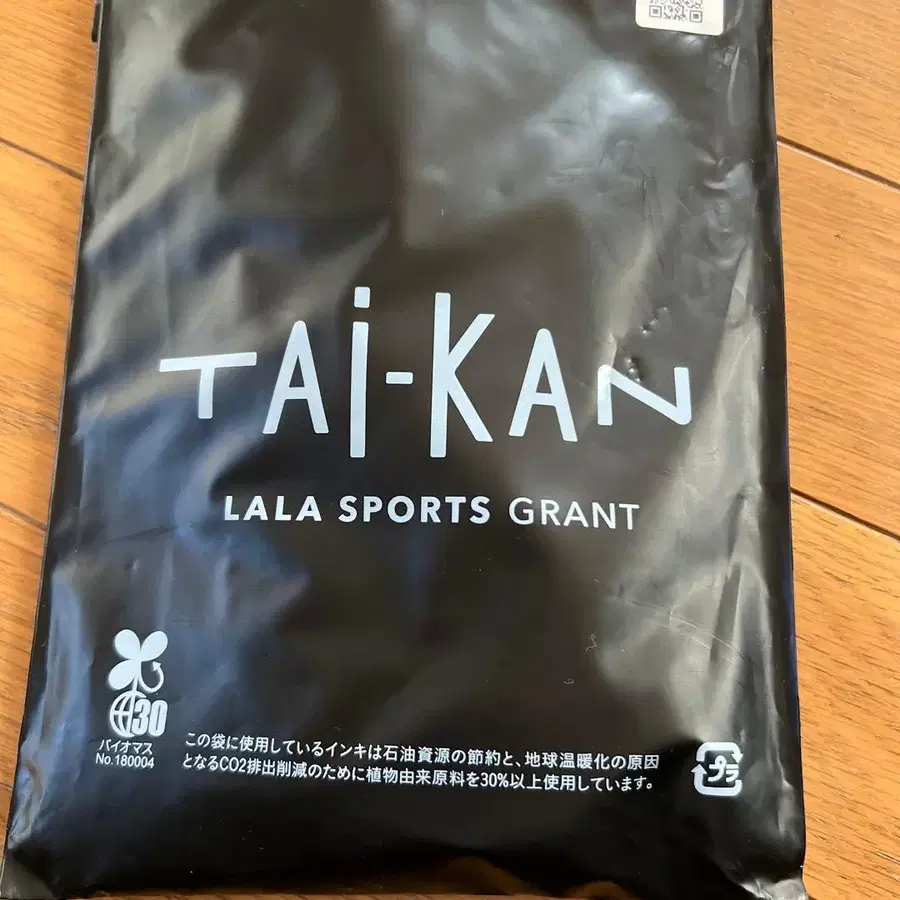 TAi-KAN
LALA SPORTS GRANT
30
バイオマス
No.180004
この袋に使用しているインキは石油資源の節約と、地球温暖化の原因
となるCO2排出削減のために植物由来原料を30%以上使用しています。
プラ